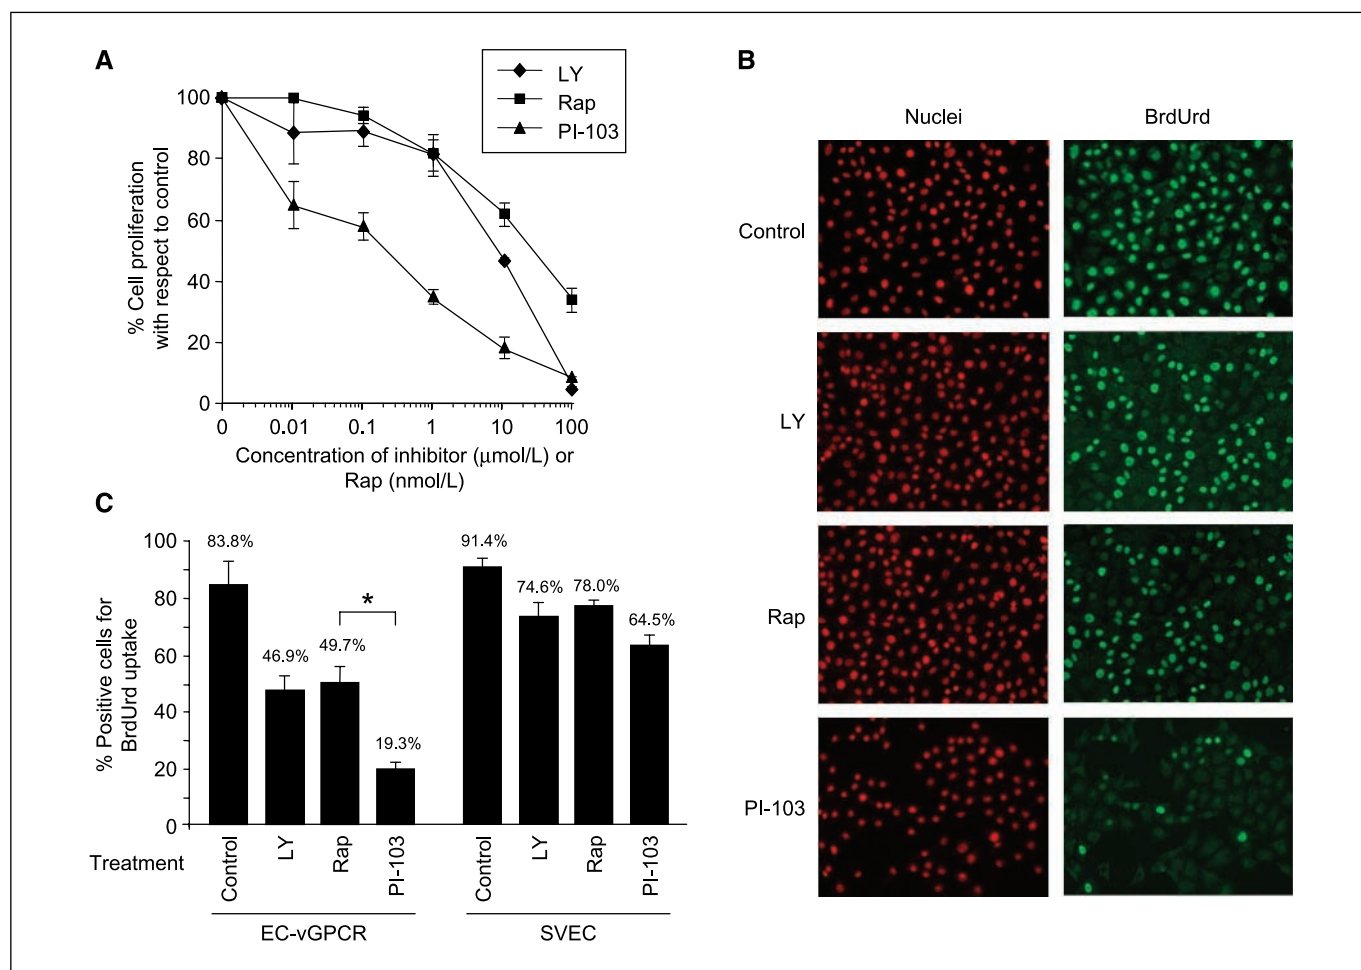 A
LY
Rap
PI-103
100
80
60
40
20
0
% Cell proliferation
with respect to control
0 0.01 0.1 1 10 100
Concentration of inhibitor (μmol/L) or
Rap (nmol/L)
B
Nuclei BrdUrd
Control
LY
Rap
PI-103
C
100
80
60
40
20
0
% Positive cells for
BrdUrd uptake
83.8%
46.9%
49.7%
*
19.3%
91.4%
74.6%
78.0%
64.5%
Treatment
Control LY Rap PI-103 Control LY Rap PI-103
EC-vGPCR SVEC